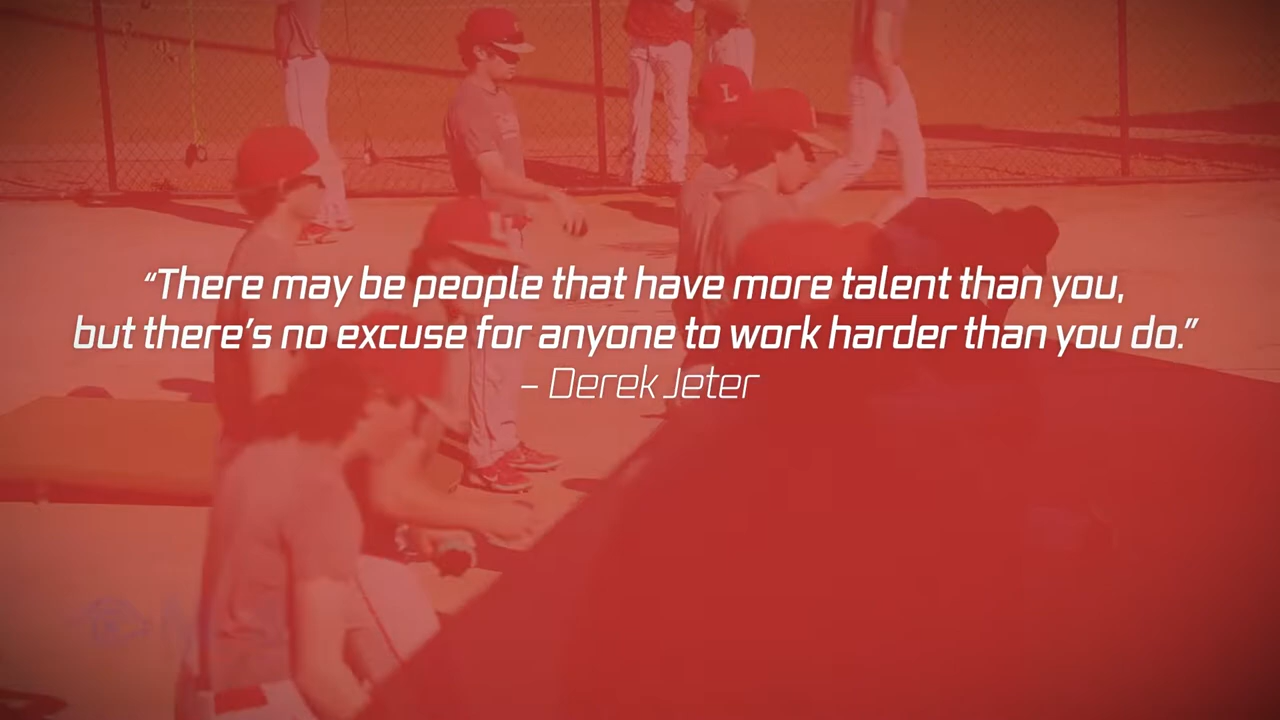 “There may be people that have more talent than you,
but there’s no excuse for anyone to work harder than you do.”
– Derek Jeter
L